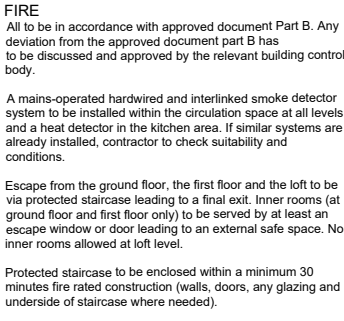 FIRE
All to be in accordance with approved document Part B. Any
deviation from the approved document part B has
to be discussed and approved by the relevant building control
body.
A mains-operated hardwired and interlinked smoke detector
system to be installed within the circulation space at all levels
and a heat detector in the kitchen area. If similar systems are
already installed, contractor to check suitability and
conditions.
Escape from the ground floor, the first floor and the loft to be
via protected staircase leading to a final exit. Inner rooms (at
ground floor and first floor only) to be served by at least an
escape window or door leading to an external safe space. No
inner rooms allowed at loft level.
Protected staircase to be enclosed within a minimum 30
minutes fire rated construction (walls, doors, any glazing and
underside of staircase where needed).